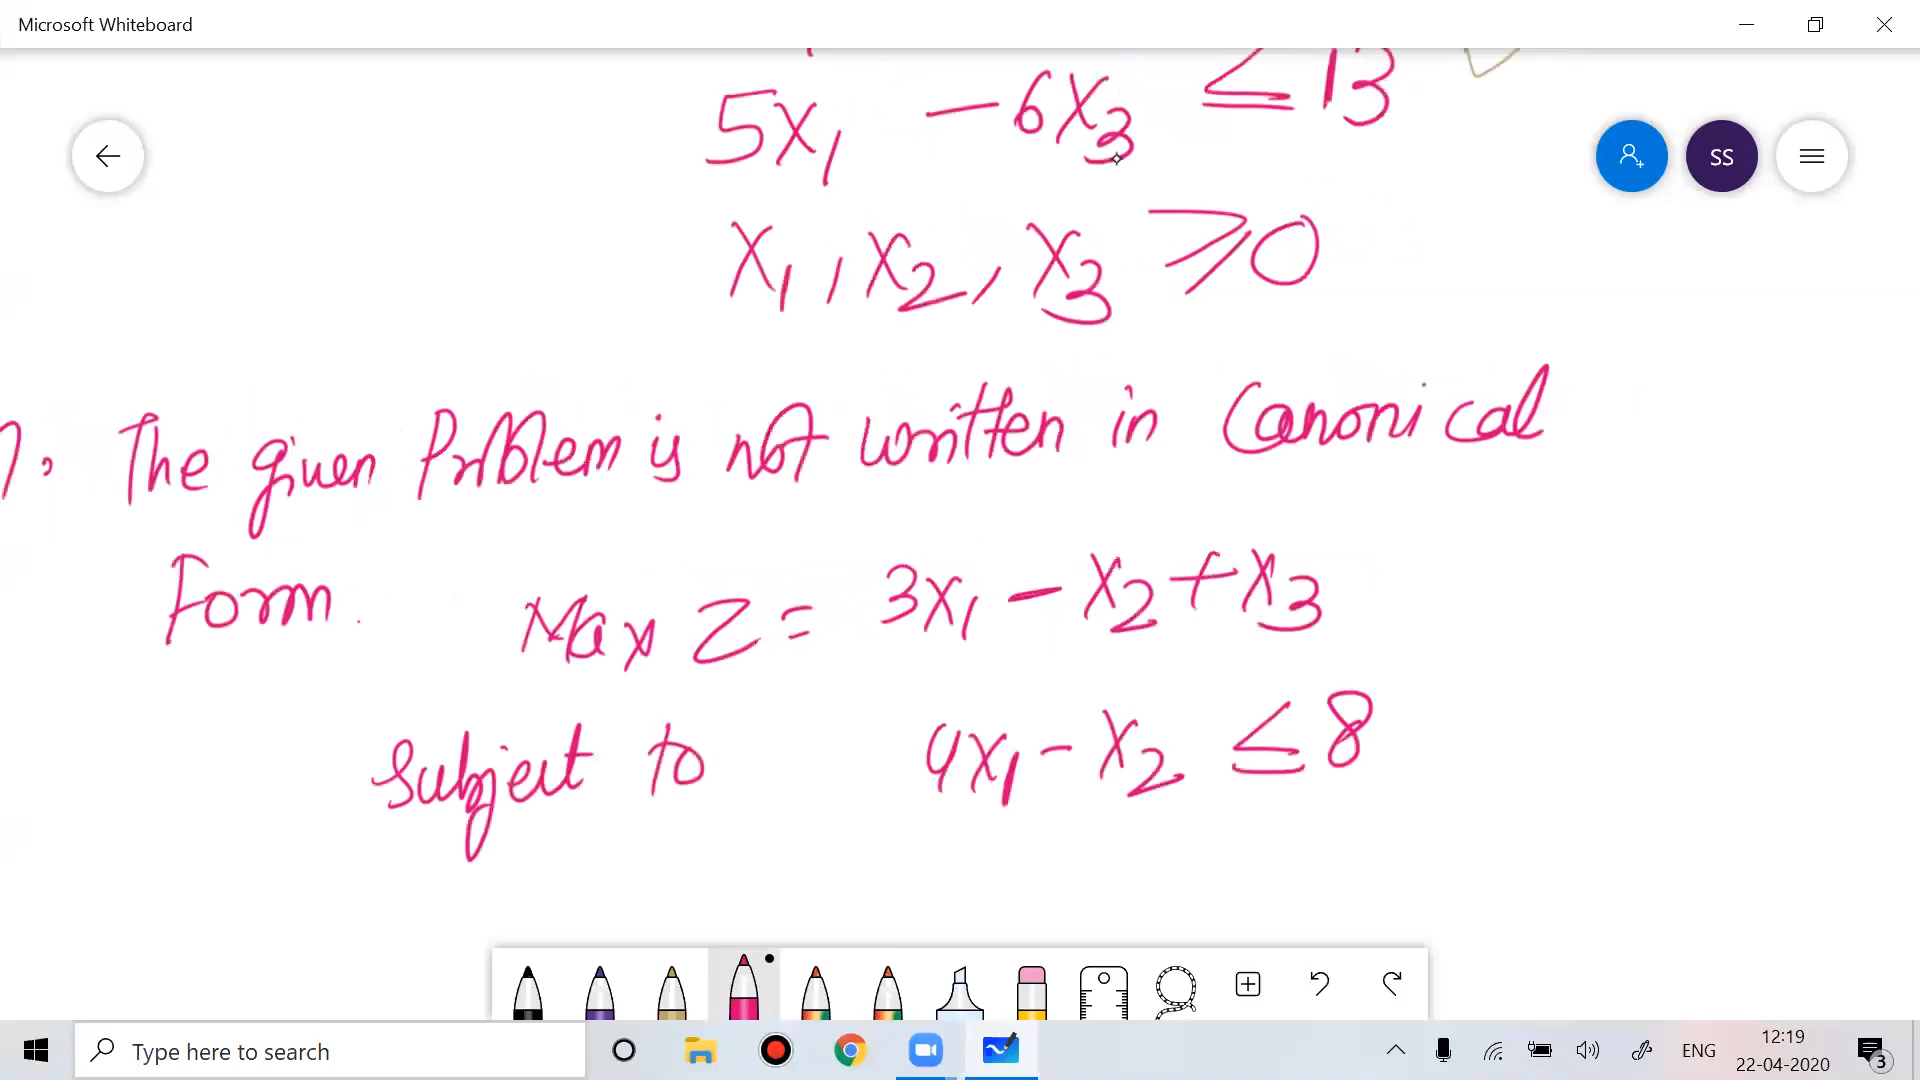 Microsoft Whiteboard
5x₁ - 6x₃ ≤ 13
SS
x₁, x₂, x₃ ≥ 0
The given Problem is not written in Canonical
Form. Max Z = 3x₁ - x₂ + x₃
Subject to 4x₁ - x₂ ≤ 8
Type here to search
ENG
12:19
22-04-2020
3